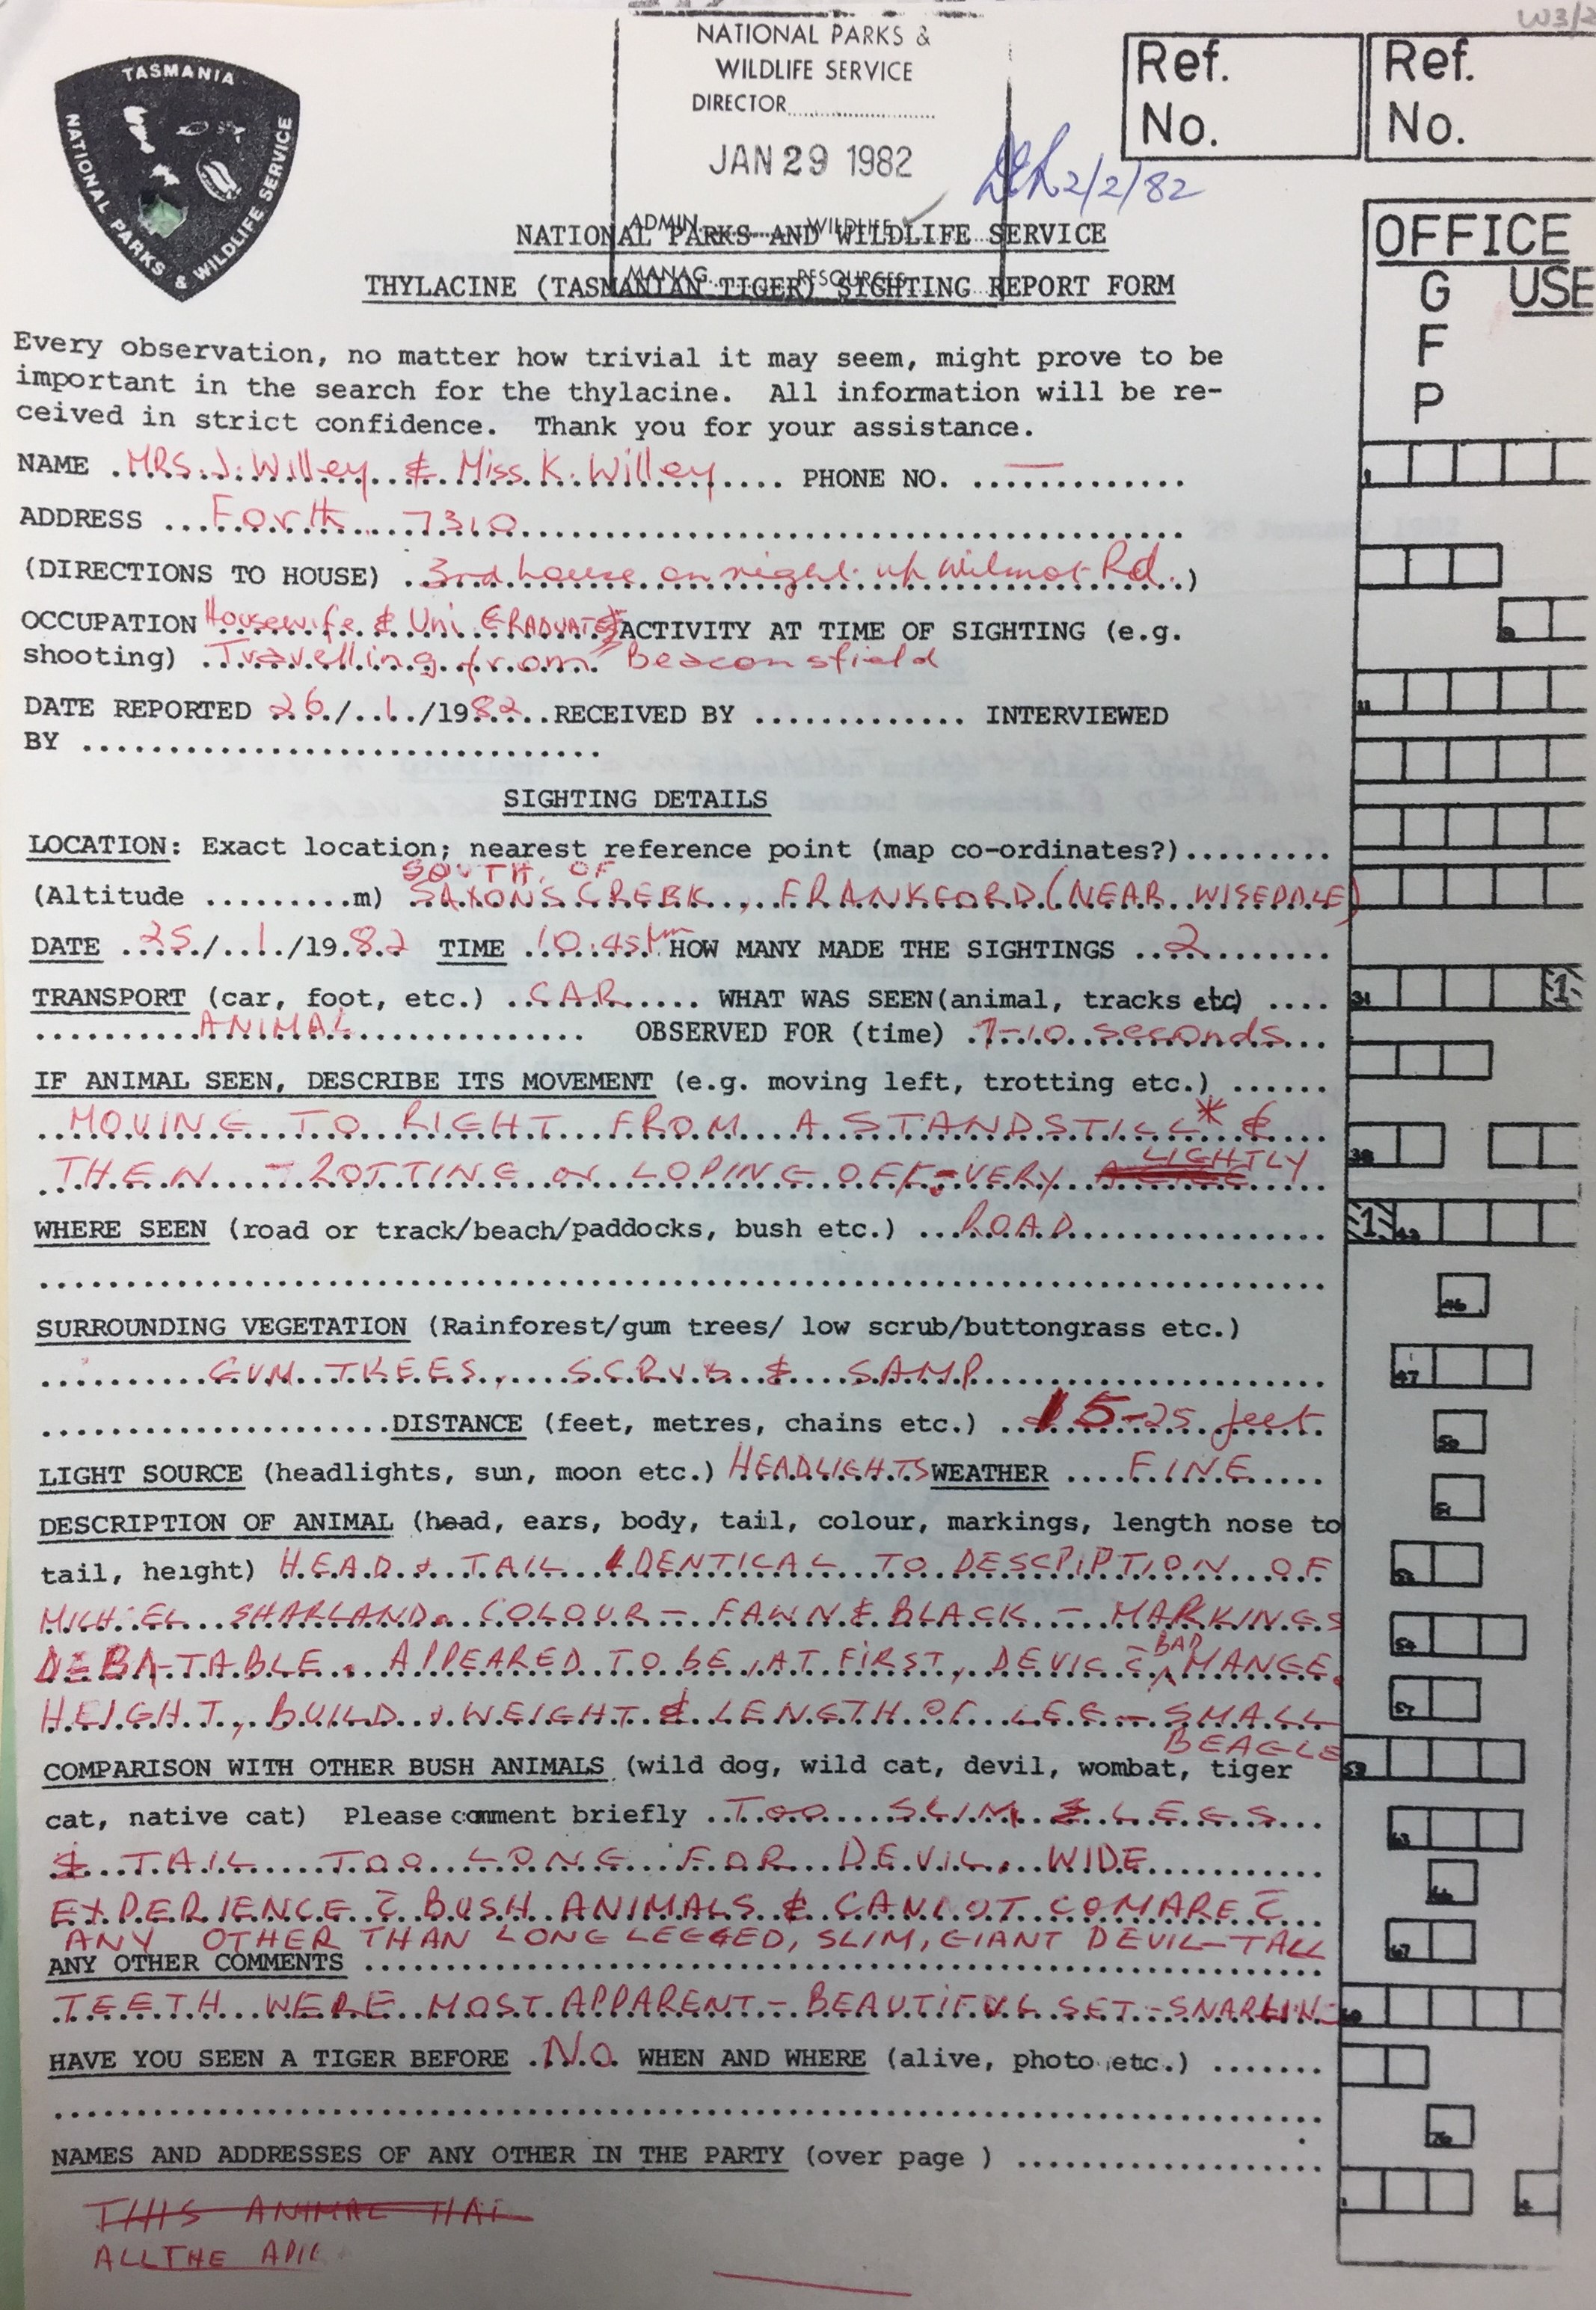 W3/2
TASMANIA
NATIONAL PARKS & WILDLIFE SERVICE
NATIONAL PARKS &
WILDLIFE SERVICE
DIRECTOR
JAN 29 1982
2/2/82
ADMIN. WILDLIFE
MANAG. RESOURCES
Ref. No.
Ref. No.
NATIONAL PARKS AND WILDLIFE SERVICE
THYLACINE (TASMANIAN TIGER) SIGHTING REPORT FORM
OFFICE USE
G
F
P
Every observation, no matter how trivial it may seem, might prove to be
important in the search for the thylacine. All information will be re-
ceived in strict confidence. Thank you for your assistance.
NAME MRS. J. Willey & Miss K. Willey PHONE NO. —
ADDRESS Forth 7310
(DIRECTIONS TO HOUSE) 3rd house on right up Wilmot Rd.)
OCCUPATION Housewife & Uni GRADUATE ACTIVITY AT TIME OF SIGHTING (e.g.
shooting) Travelling from Beaconsfield
DATE REPORTED 26/1/1982 RECEIVED BY ............. INTERVIEWED
BY ..............................
SIGHTING DETAILS
LOCATION: Exact location; nearest reference point (map co-ordinates?)..........
SOUTH OF
(Altitude ..........m) SAXONS CREEK, FRANKFORD (NEAR WISEDALE)
DATE 25/1/1982 TIME 10.45pm HOW MANY MADE THE SIGHTINGS 2
TRANSPORT (car, foot, etc.) CAR WHAT WAS SEEN (animal, tracks etc) ....
ANIMAL OBSERVED FOR (time) 7-10 seconds
IF ANIMAL SEEN, DESCRIBE ITS MOVEMENT (e.g. moving left, trotting etc.) ......
MOVING TO RIGHT FROM A STANDSTILL* &
THEN TROTTING or LOPING OFF - VERY LIGHTLY
WHERE SEEN (road or track/beach/paddocks, bush etc.) ROAD
SURROUNDING VEGETATION (Rainforest/gum trees/ low scrub/buttongrass etc.)
GUM TREES, SCRUB & SAMP
DISTANCE (feet, metres, chains etc.) 15-25 feet
LIGHT SOURCE (headlights, sun, moon etc.) HEADLIGHTS WEATHER FINE
DESCRIPTION OF ANIMAL (head, ears, body, tail, colour, markings, length nose to
tail, height) HEAD & TAIL IDENTICAL TO DESCRIPTION OF
MICHAEL SHARLAND. COLOUR - FAWN & BLACK - MARKINGS
DEBATABLE. APPEARED TO BE, AT FIRST, DEVIL c̄ BAD MANGE.
HEIGHT, BUILD & WEIGHT & LENGTH OF LEG - SMALL
BEAGLE
COMPARISON WITH OTHER BUSH ANIMALS (wild dog, wild cat, devil, wombat, tiger
cat, native cat) Please comment briefly TOO SLIM & LEGS
& TAIL TOO LONG FOR DEVIL. WIDE
EXPERIENCE c̄ BUSH ANIMALS & CANNOT COMARE c̄
ANY OTHER THAN LONG LEGGED, SLIM, GIANT DEVIL-TALL
ANY OTHER COMMENTS
TEETH WERE MOST APPARENT - BEAUTIFUL SET - SNARLING
HAVE YOU SEEN A TIGER BEFORE NO. WHEN AND WHERE (alive, photo etc.) .......
NAMES AND ADDRESSES OF ANY OTHER IN THE PARTY (over page )
THIS ANIMAL HAD
ALL THE